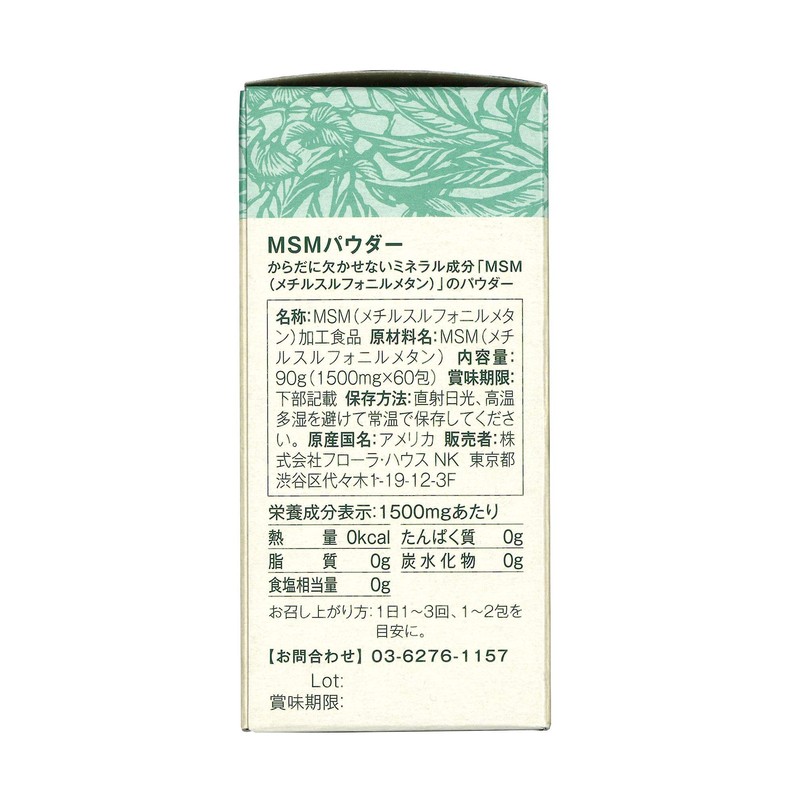 MSMパウダー
からだに欠かせないミネラル成分「MSM
（メチルスルフォニルメタン）」のパウダー
名称:MSM（メチルスルフォニルメタ
ン）加工食品 原材料名:MSM（メチ
ルスルフォニルメタン） 内容量:
90g（1500mg×60包） 賞味期限:
下部記載 保存方法:直射日光、高温
多湿を避けて常温で保存してくださ
い。 原産国名:アメリカ 販売者:株
式会社フローラ・ハウス NK 東京都
渋谷区代々木1-19-12-3F
栄養成分表示:1500mgあたり
熱量 0kcal たんぱく質 0g
脂質 0g 炭水化物 0g
食塩相当量 0g
お召し上がり方:1日1〜3回、1〜2包を
目安に。
【お問合わせ】 03-6276-1157
Lot:
賞味期限: